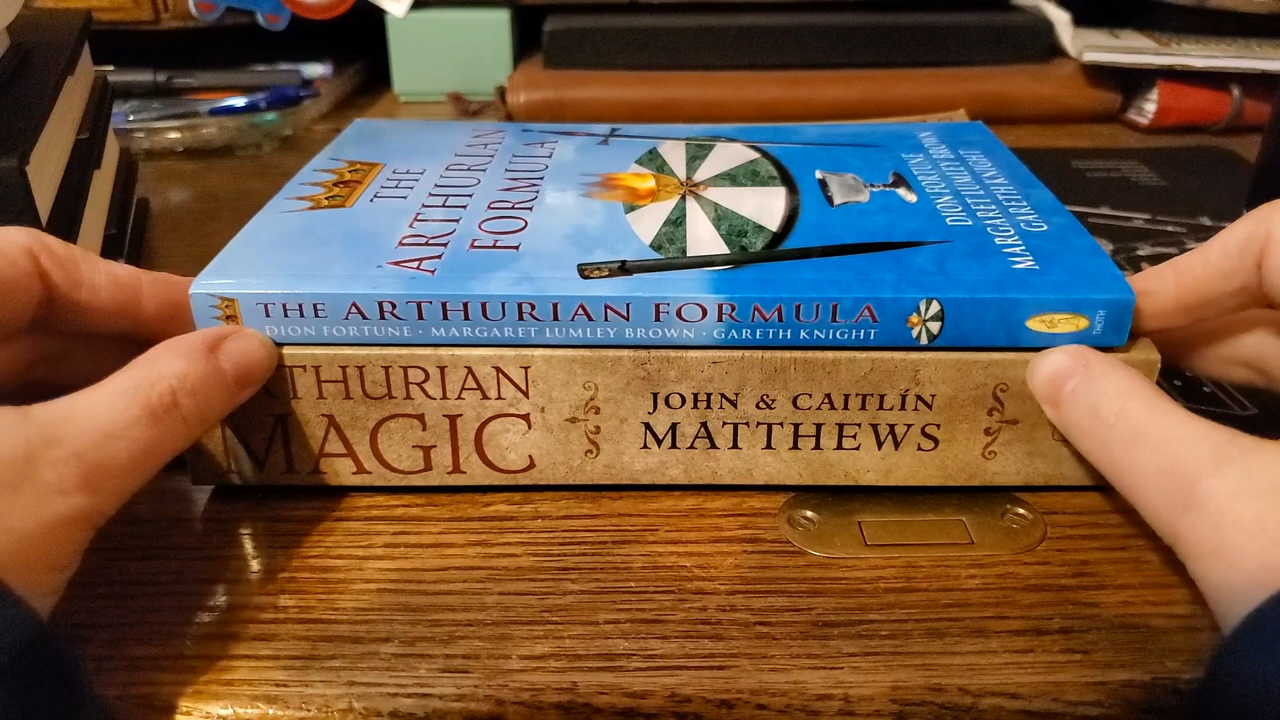 THE
ARTHURIAN
FORMULA
DION FORTUNE
MARGARET LUMLEY BROWN
GARETH KNIGHT
THE ARTHURIAN FORMULA
DION FORTUNE · MARGARET LUMLEY BROWN · GARETH KNIGHT
THOTH
THURIAN
MAGIC
JOHN & CAITLÍN
MATTHEWS